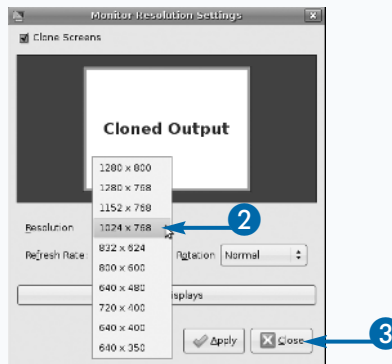 Monitor Resolution Settings
Clone Screens
Cloned Output
1280 x 800
1280 x 768
1152 x 768
Resolution 1024 x 768 2
832 x 624
Refresh Rate: Rotation Normal
800 x 600
640 x 480
720 x 400
640 x 400
640 x 350
Apply Close 3